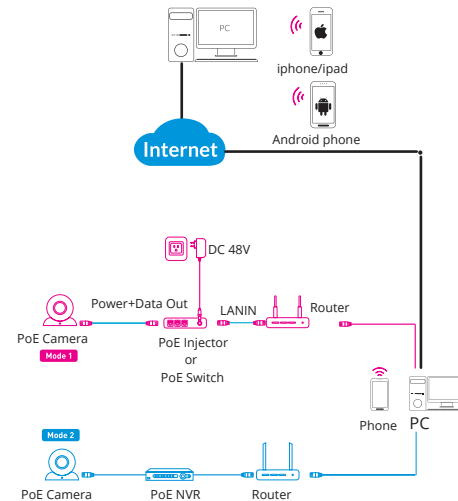 PC
iphone/ipad
Android phone
Internet
DC 48V
Power+Data Out
LANIN
Router
PoE Camera
Mode 1
PoE Injector
or
PoE Switch
Phone
PC
Mode 2
PoE Camera
PoE NVR
Router